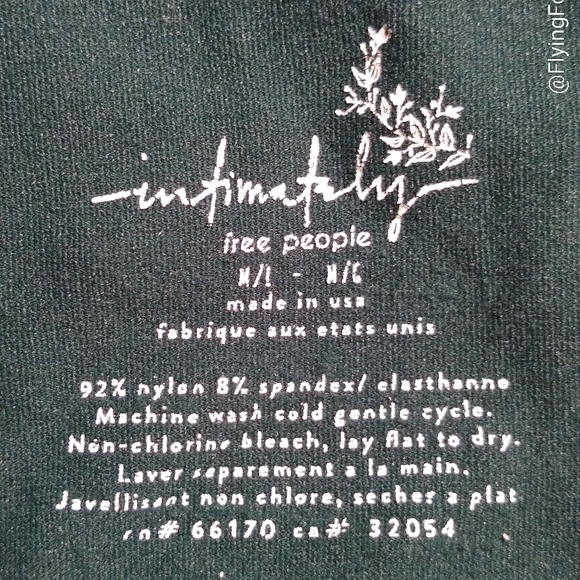 intimately
free people
M/L - M/G
made in usa
fabrique aux etats unis
92% nylon 8% spandex/ elasthanne
Machine wash cold gentle cycle.
Non-chlorine bleach, lay flat to dry.
Laver separement a la main.
Javellisant non chlore, secher a plat
rn# 66170 ca# 32054